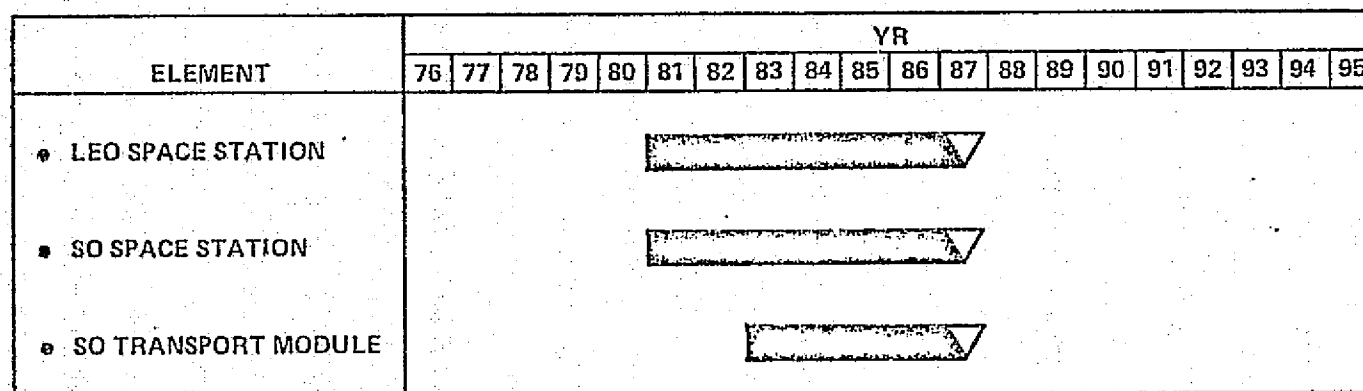 YR
ELEMENT 76 77 78 79 80 81 82 83 84 85 86 87 88 89 90 91 92 93 94 95
• LEO SPACE STATION
• SO SPACE STATION
• SO TRANSPORT MODULE